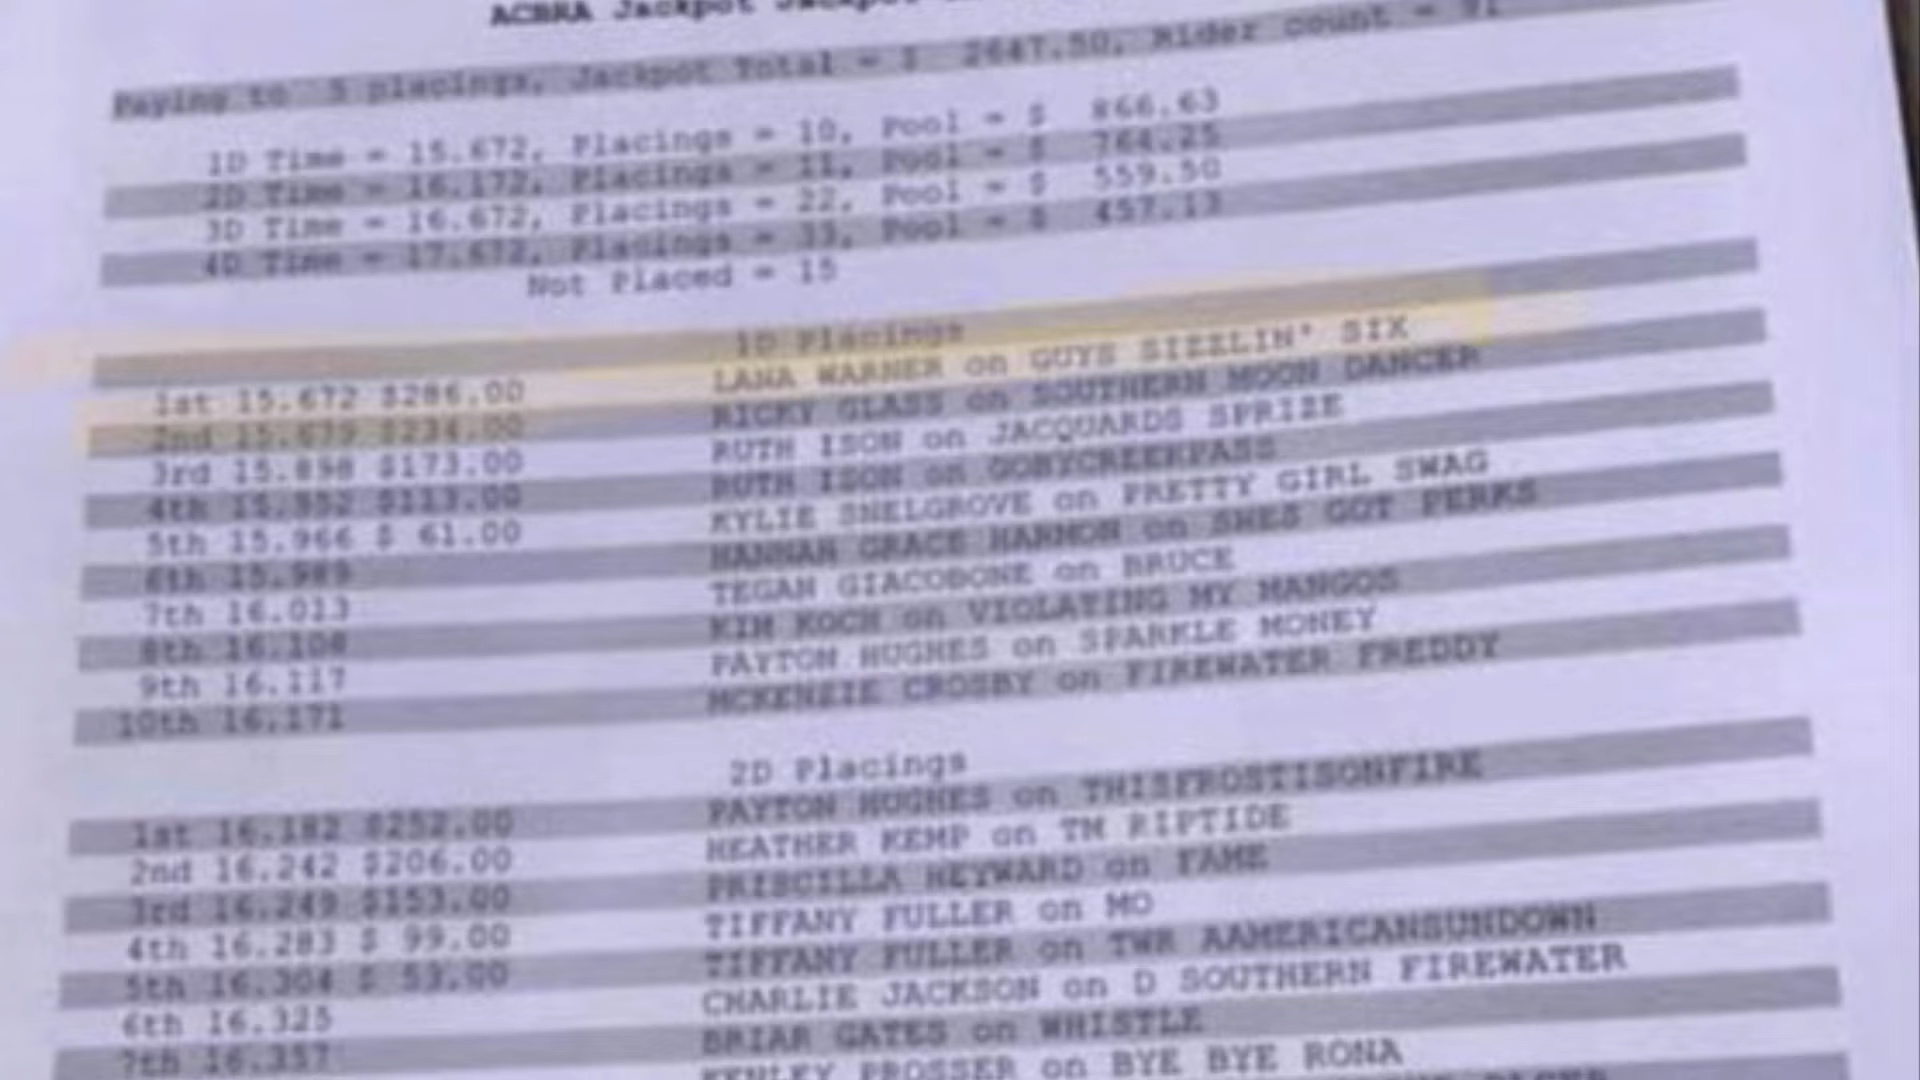 ACBRA Jackpot Jackpot
Paying to 5 placings, Jackpot Total = $ 2647.50, Rider count = 91
1D Time = 15.672, Placings = 10, Pool = $ 866.63
2D Time = 16.172, Placings = 11, Pool = $ 764.25
3D Time = 16.672, Placings = 22, Pool = $ 559.50
4D Time = 17.672, Placings = 33, Pool = $ 457.13
Not Placed = 15
1D Placings
1st 15.672 $286.00 LANA WARNER on GUYS SIZZLIN' SIX
2nd 15.679 $234.00 RICKY GLASS on SOUTHERN MOON DANCER
3rd 15.898 $173.00 RUTH ISON on JACQUARDS SPRIZE
4th 15.952 $113.00 RUTH ISON on GOBYCREEKPASS
5th 15.966 $ 61.00 KYLIE SNELGROVE on PRETTY GIRL SWAG
6th 15.989 HANNAH GRACE HARMON on SHES GOT PERKS
7th 16.013 TEGAN GIACOBONE on BRUCE
8th 16.108 KIM KOCH on VIOLATING MY MANGOS
9th 16.117 PAYTON HUGHES on SPARKLE MONEY
10th 16.171 MCKENZIE CROSBY on FIREWATER FREDDY
2D Placings
1st 16.182 $252.00 PAYTON HUGHES on THISFROSTISONFIRE
2nd 16.242 $206.00 HEATHER KEMP on TM RIPTIDE
3rd 16.249 $153.00 PRISCILLA HEYWARD on FAME
4th 16.283 $ 99.00 TIFFANY FULLER on MO
5th 16.304 $ 53.00 TIFFANY FULLER on TWR AAMERICANSUNDOWN
6th 16.325 CHARLIE JACKSON on D SOUTHERN FIREWATER
7th 16.357 BRIAR GATES on WHISTLE
KENLEY PROSSER on BYE BYE RONA